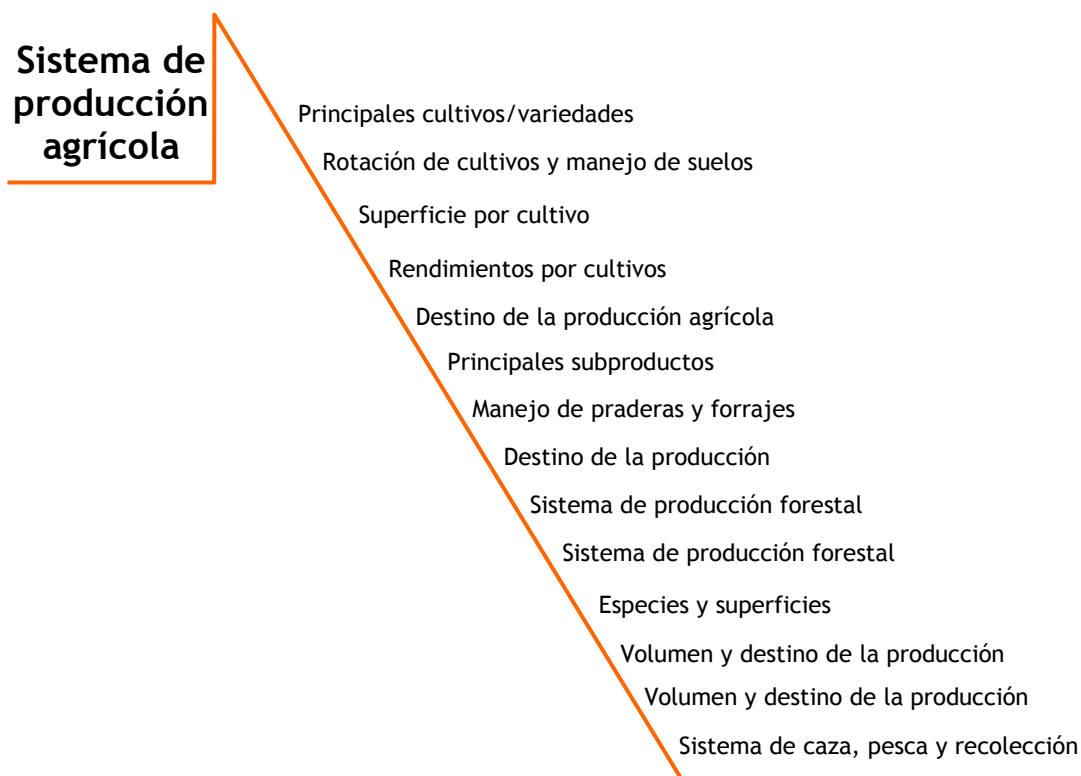 Sistema de
producción
agrícola
Principales cultivos/variedades
Rotación de cultivos y manejo de suelos
Superficie por cultivo
Rendimientos por cultivos
Destino de la producción agrícola
Principales subproductos
Manejo de praderas y forrajes
Destino de la producción
Sistema de producción forestal
Sistema de producción forestal
Especies y superficies
Volumen y destino de la producción
Volumen y destino de la producción
Sistema de caza, pesca y recolección